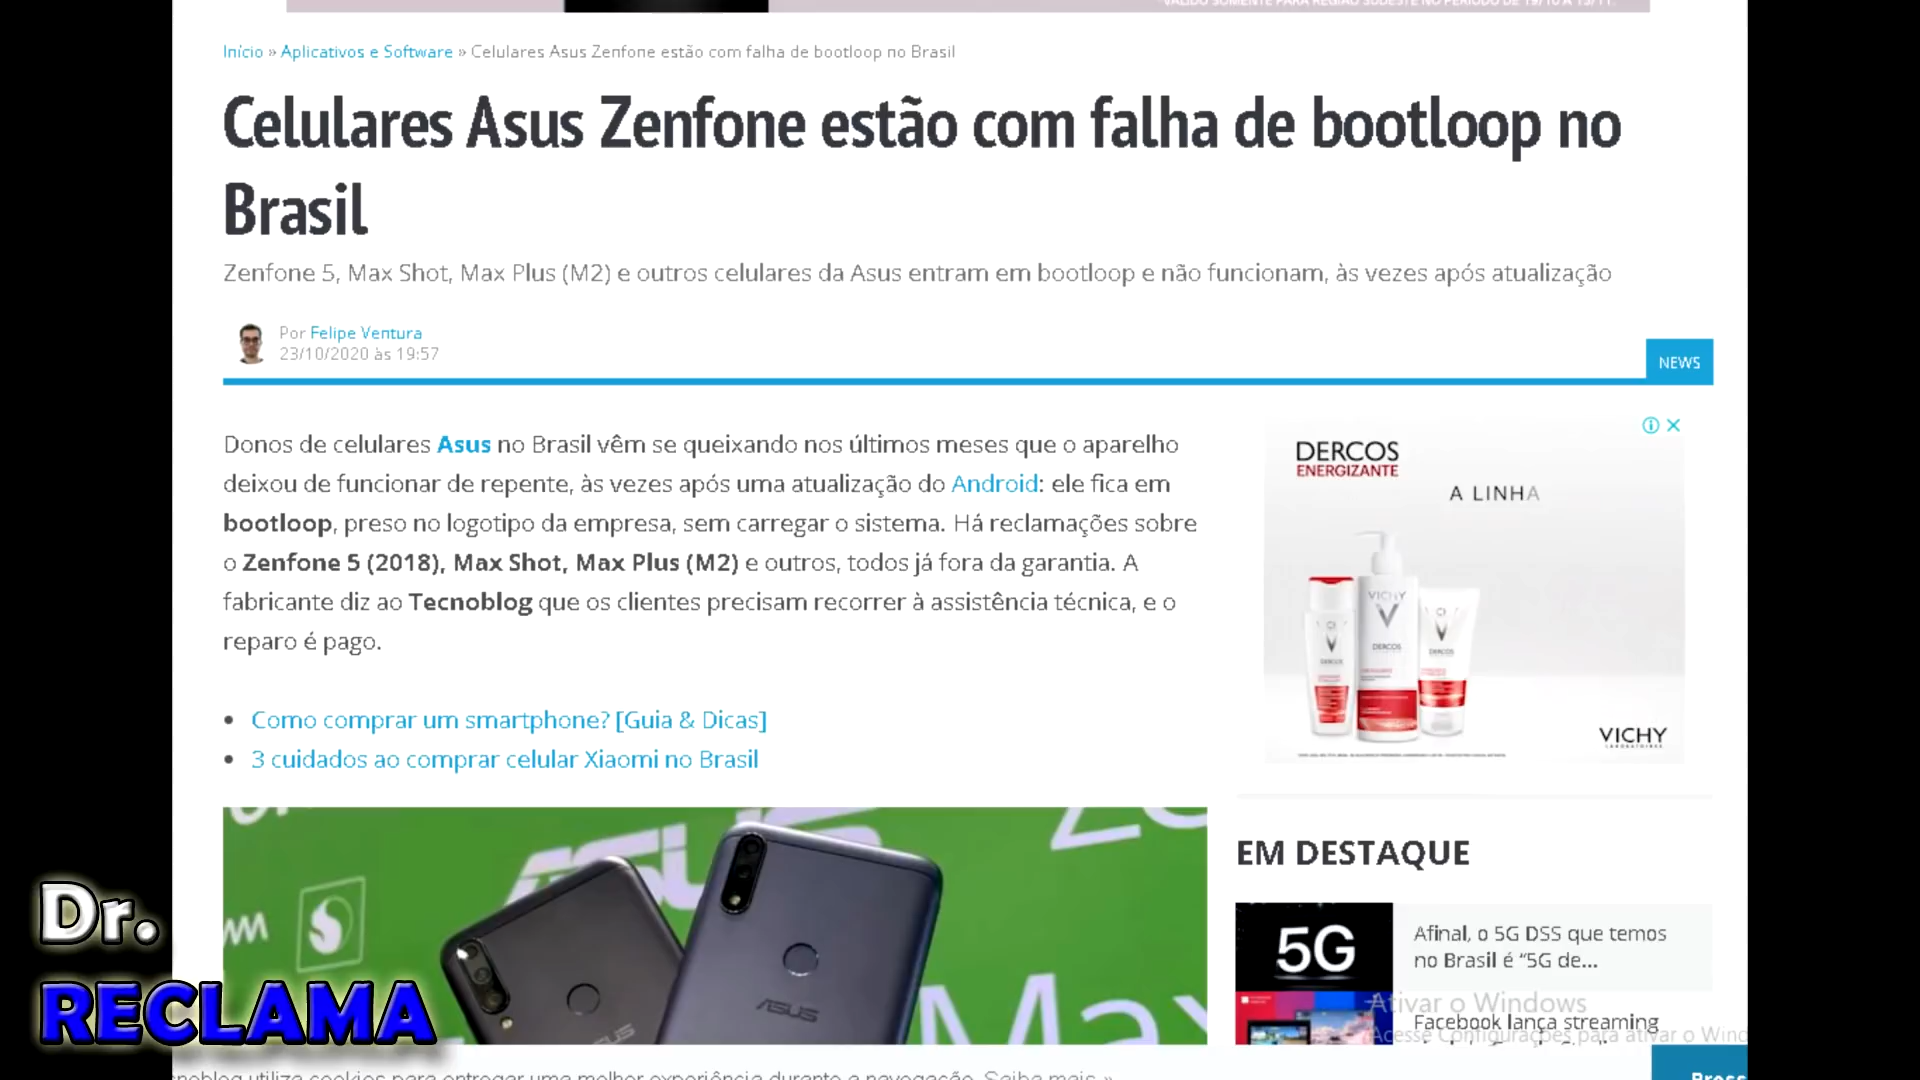 *VÁLIDO SOMENTE PARA REGIÃO SUDESTE NO PERÍODO DE 19/10 A 15/11.
Início » Aplicativos e Software » Celulares Asus Zenfone estão com falha de bootloop no Brasil
Celulares Asus Zenfone estão com falha de bootloop no
Brasil
Zenfone 5, Max Shot, Max Plus (M2) e outros celulares da Asus entram em bootloop e não funcionam, às vezes após atualização
Por Felipe Ventura
23/10/2020 às 19:57
NEWS
Donos de celulares Asus no Brasil vêm se queixando nos últimos meses que o aparelho
deixou de funcionar de repente, às vezes após uma atualização do Android: ele fica em
bootloop, preso no logotipo da empresa, sem carregar o sistema. Há reclamações sobre
o Zenfone 5 (2018), Max Shot, Max Plus (M2) e outros, todos já fora da garantia. A
fabricante diz ao Tecnoblog que os clientes precisam recorrer à assistência técnica, e o
reparo é pago.
• Como comprar um smartphone? [Guia & Dicas]
• 3 cuidados ao comprar celular Xiaomi no Brasil
DERCOS
ENERGIZANTE
A LINHA
VICHY
DERCOS
VICHY
LABORATOIRES
EM DESTAQUE
5G
Afinal, o 5G DSS que temos
no Brasil é “5G de...
Facebook lança streaming
Ativar o Windows
Acesse Configurações para ativar o Wind
ASUS
ASUS
ASUS
Max
Dr.
RECLAMA
noblog utiliza cookies para entregar uma melhor experiência durante a navegação. Saiba mais »